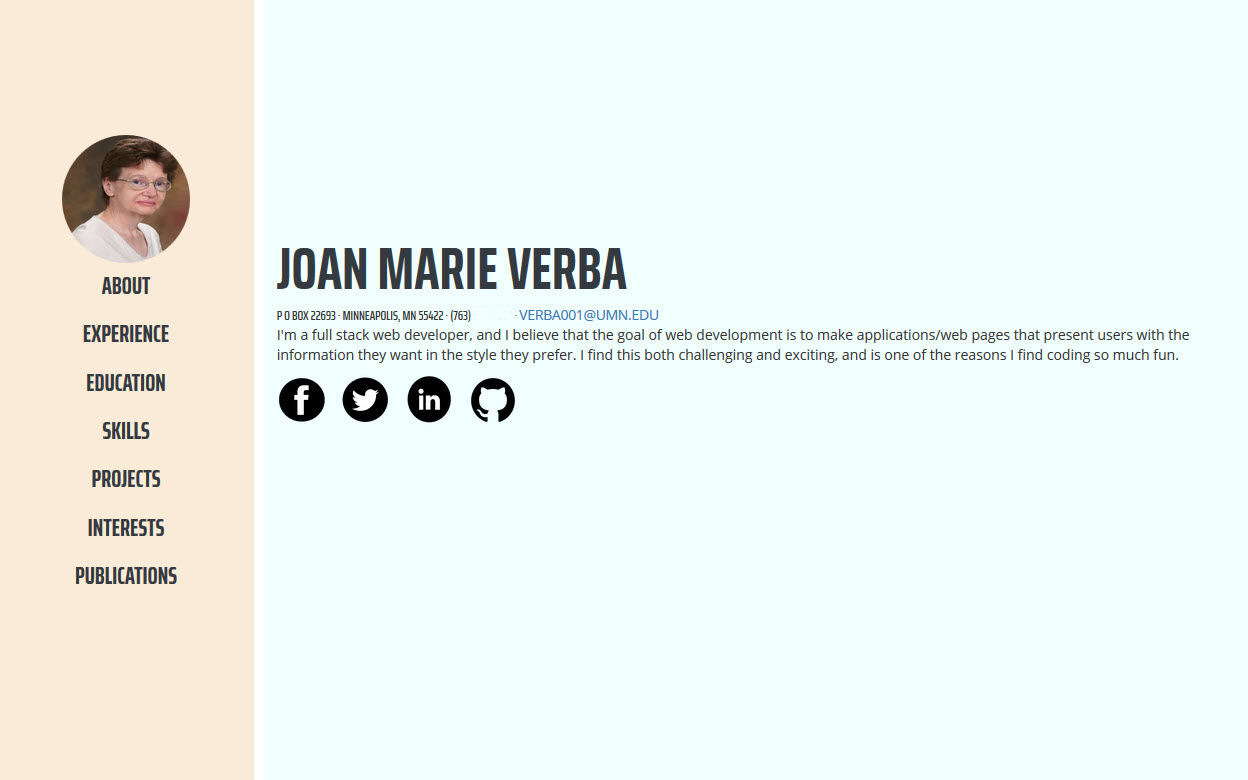 ABOUT
EXPERIENCE
EDUCATION
SKILLS
PROJECTS
INTERESTS
PUBLICATIONS
JOAN MARIE VERBA
P O BOX 22693 · MINNEAPOLIS, MN 55422 · (763) · VERBA001@UMN.EDU
I'm a full stack web developer, and I believe that the goal of web development is to make applications/web pages that present users with the
information they want in the style they prefer. I find this both challenging and exciting, and is one of the reasons I find coding so much fun.